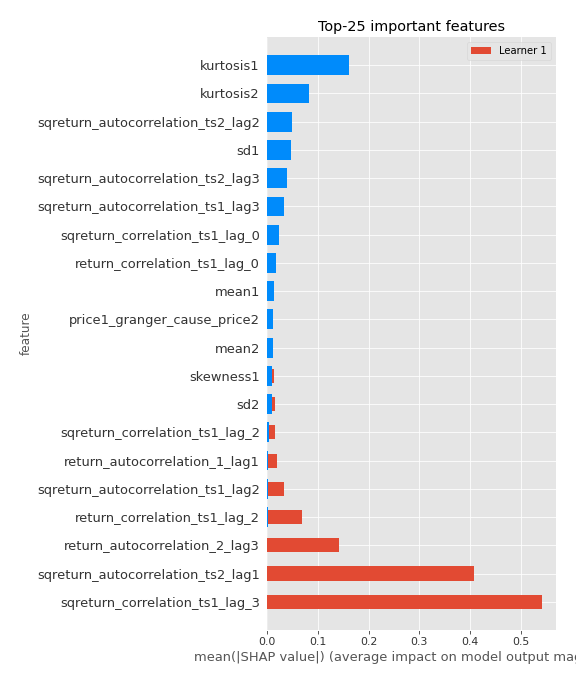 Top-25 important features
Learner 1
kurtosis1
kurtosis2
sqreturn_autocorrelation_ts2_lag2
sd1
sqreturn_autocorrelation_ts2_lag3
sqreturn_autocorrelation_ts1_lag3
sqreturn_correlation_ts1_lag_0
return_correlation_ts1_lag_0
mean1
price1_granger_cause_price2
mean2
skewness1
sd2
sqreturn_correlation_ts1_lag_2
return_autocorrelation_1_lag1
sqreturn_autocorrelation_ts1_lag2
return_correlation_ts1_lag_2
return_autocorrelation_2_lag3
sqreturn_autocorrelation_ts2_lag1
sqreturn_correlation_ts1_lag_3
feature
0.0 0.1 0.2 0.3 0.4 0.5
mean(|SHAP value|) (average impact on model output mag